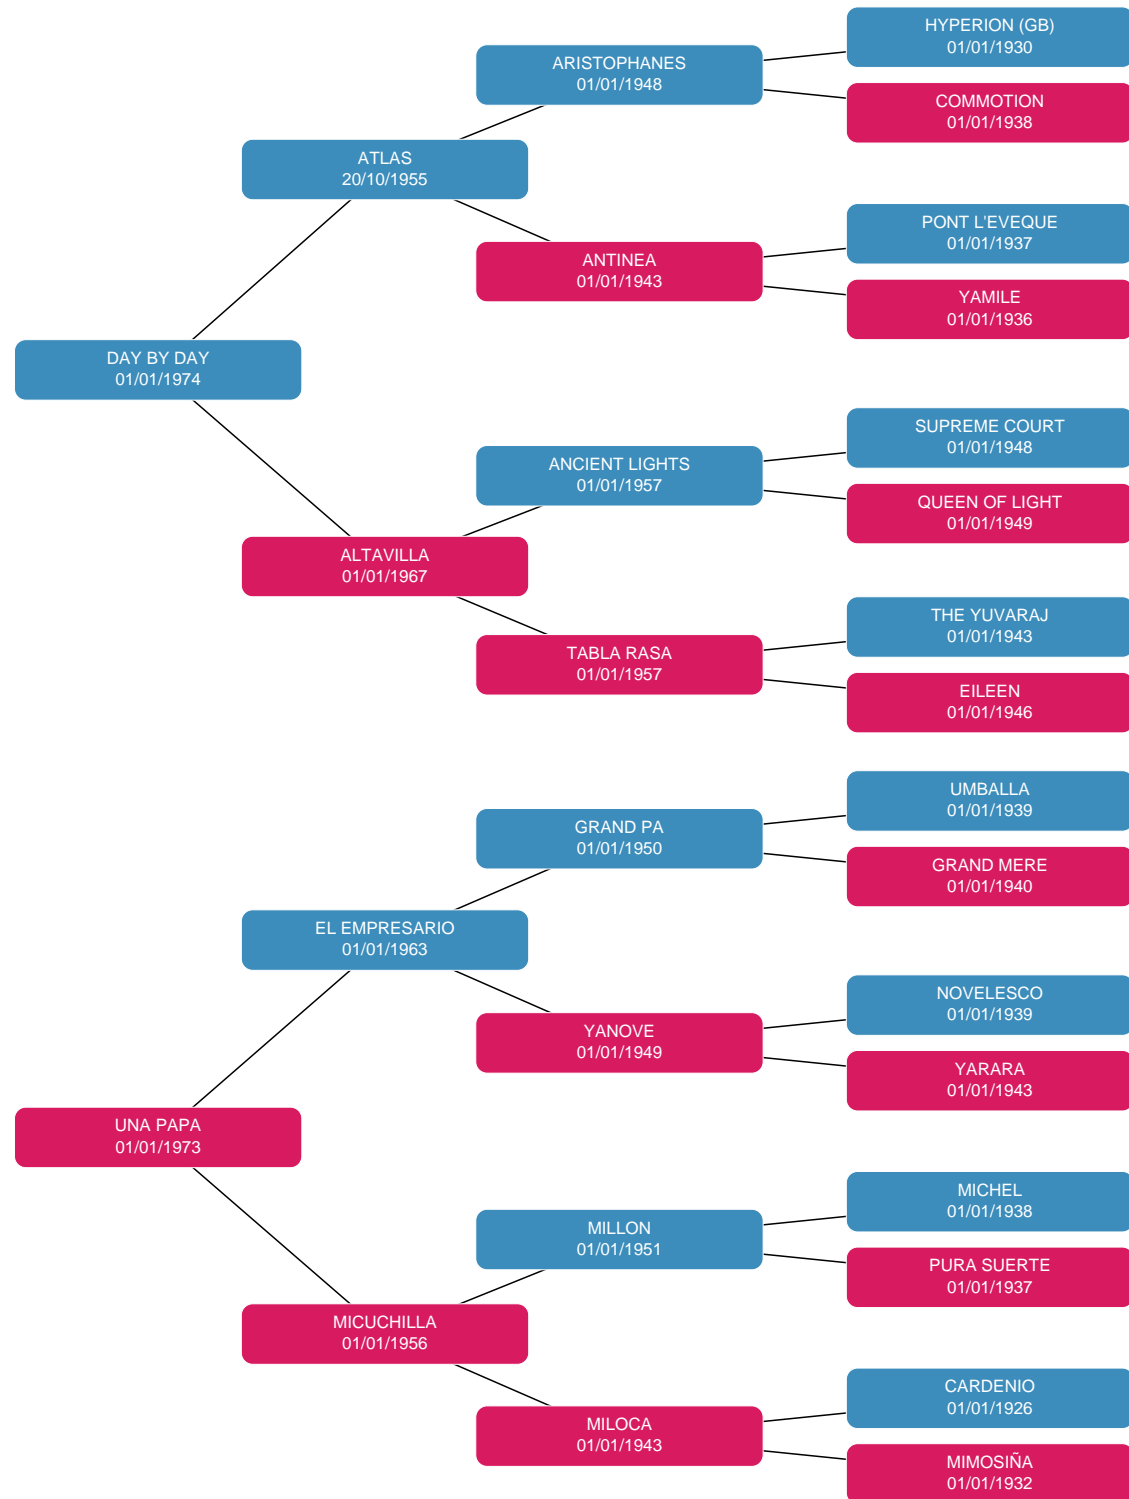 HYPERION (GB)
01/01/1930
ARISTOPHANES
01/01/1948
COMMOTION
01/01/1938
ATLAS
20/10/1955
PONT L'EVEQUE
01/01/1937
ANTINEA
01/01/1943
YAMILE
01/01/1936
DAY BY DAY
01/01/1974
SUPREME COURT
01/01/1948
ANCIENT LIGHTS
01/01/1957
QUEEN OF LIGHT
01/01/1949
ALTAVILLA
01/01/1967
THE YUVARAJ
01/01/1943
TABLA RASA
01/01/1957
EILEEN
01/01/1946
UMBALLA
01/01/1939
GRAND PA
01/01/1950
GRAND MERE
01/01/1940
EL EMPRESARIO
01/01/1963
NOVELESCO
01/01/1939
YANOVE
01/01/1949
YARARA
01/01/1943
UNA PAPA
01/01/1973
MICHEL
01/01/1938
MILLON
01/01/1951
PURA SUERTE
01/01/1937
MICUCHILLA
01/01/1956
CARDENIO
01/01/1926
MILOCA
01/01/1943
MIMOSIÑA
01/01/1932